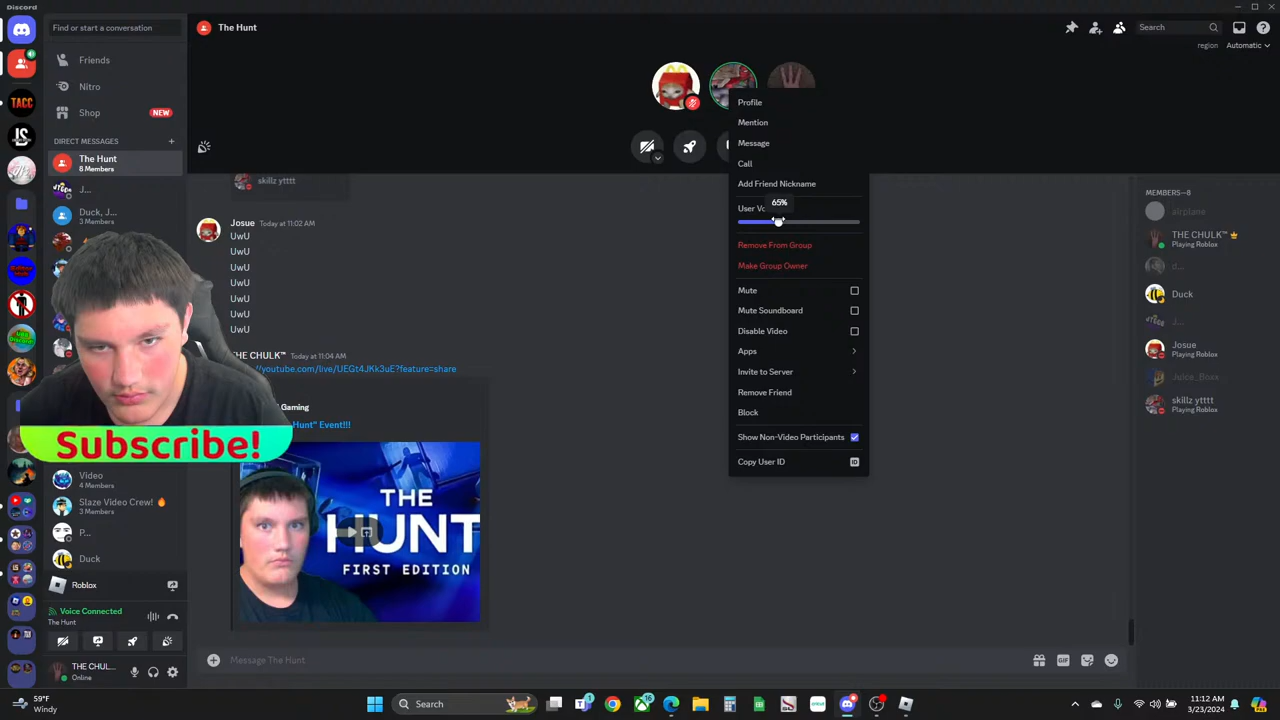 Discord
Find or start a conversation
The Hunt
Search
region
Automatic
Friends
Nitro
Shop
NEW
DIRECT MESSAGES
The Hunt
8 Members
J...
Duck, J...
3 Members
Video
4 Members
Slaze Video Crew! 🔥
3 Members
P...
Duck
Roblox
Voice Connected
The Hunt
THE CHUL...
Online
TACC
skillz ytttt
Josue Today at 11:02 AM
UwU
UwU
UwU
UwU
UwU
UwU
UwU
THE CHULK™ Today at 11:04 AM
/youtube.com/live/UEGt4JKk3uE?feature=share
Gaming
Hunt" Event!!!
THE
HUNT
FIRST EDITION
Subscribe!
Message The Hunt
GIF
Profile
Mention
Message
Call
Add Friend Nickname
65%
User Vo
Remove From Group
Make Group Owner
Mute
Mute Soundboard
Disable Video
Apps
Invite to Server
Remove Friend
Block
Show Non-Video Participants
Copy User ID
ID
MEMBERS—8
airplane
THE CHULK™
Playing Roblox
d...
Duck
J...
Josue
Playing Roblox
Juice_Boxx
skillz ytttt
Playing Roblox
59°F
Windy
Search
11:12 AM
3/23/2024